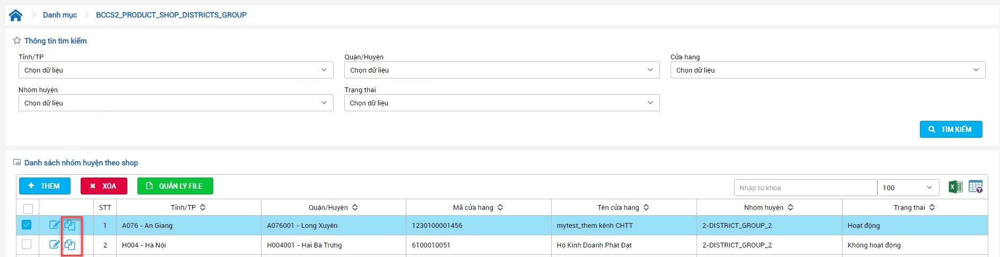 Danh mục BCCS2_PRODUCT_SHOP_DISTRICTS_GROUP
Thông tin tìm kiếm
Tỉnh/TP Quận/Huyện Cửa hàng
Chọn dữ liệu Chọn dữ liệu Chọn dữ liệu
Nhóm huyện Trạng thái
Chọn dữ liệu Chọn dữ liệu
TÌM KIẾM
Danh sách nhóm huyện theo shop
THÊM XÓA QUẢN LÝ FILE Nhập từ khóa 100
STT Tỉnh/TP Quận/Huyện Mã cửa hàng Tên cửa hàng Nhóm huyện Trạng thái
1 A076 - An Giang A076001 - Long Xuyên 1230100001456 mytest_them kênh CHTT 2-DISTRICT_GROUP_2 Hoạt động
2 H004 - Hà Nội H004001 - Hai Bà Trưng 6100010051 Hộ Kinh Doanh Phát Đạt 2-DISTRICT_GROUP_2 Không hoạt động